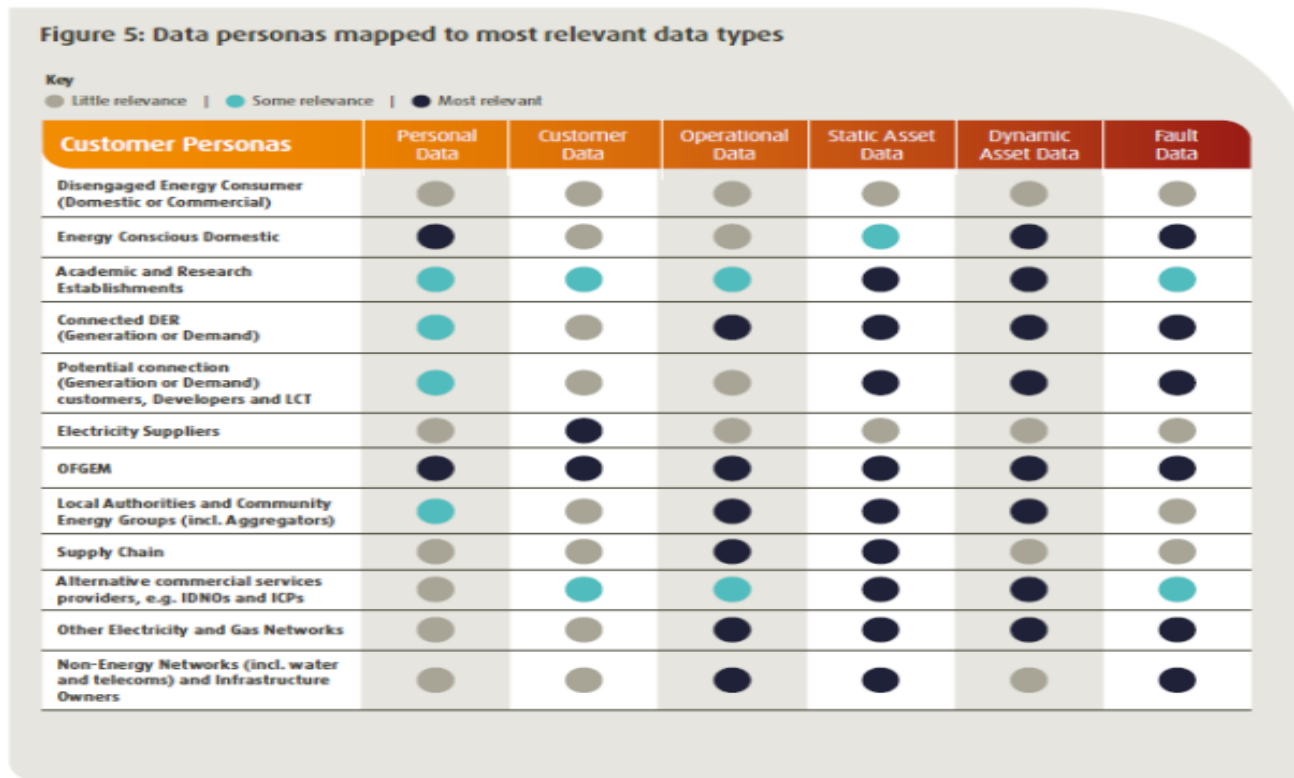 Figure 5: Data personas mapped to most relevant data types
Key
Little relevance | Some relevance | Most relevant
Customer Personas
Personal
Data
Customer
Data
Operational
Data
Static Asset
Data
Dynamic
Asset Data
Fault
Data
Disengaged Energy Consumer
(Domestic or Commercial)
Energy Conscious Domestic
Academic and Research
Establishments
Connected DER
(Generation or Demand)
Potential connection
(Generation or Demand)
customers, Developers and LCT
Electricity Suppliers
OFGEM
Local Authorities and Community
Energy Groups (incl. Aggregators)
Supply Chain
Alternative commercial services
providers, e.g. IDNOs and ICPs
Other Electricity and Gas Networks
Non-Energy Networks (incl. water
and telecoms) and Infrastructure
Owners